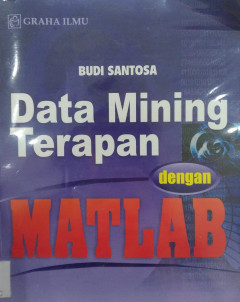 GRAHA ILMU
BUDI SANTOSA
Data Mining
Terapan
dengan
MATLAB